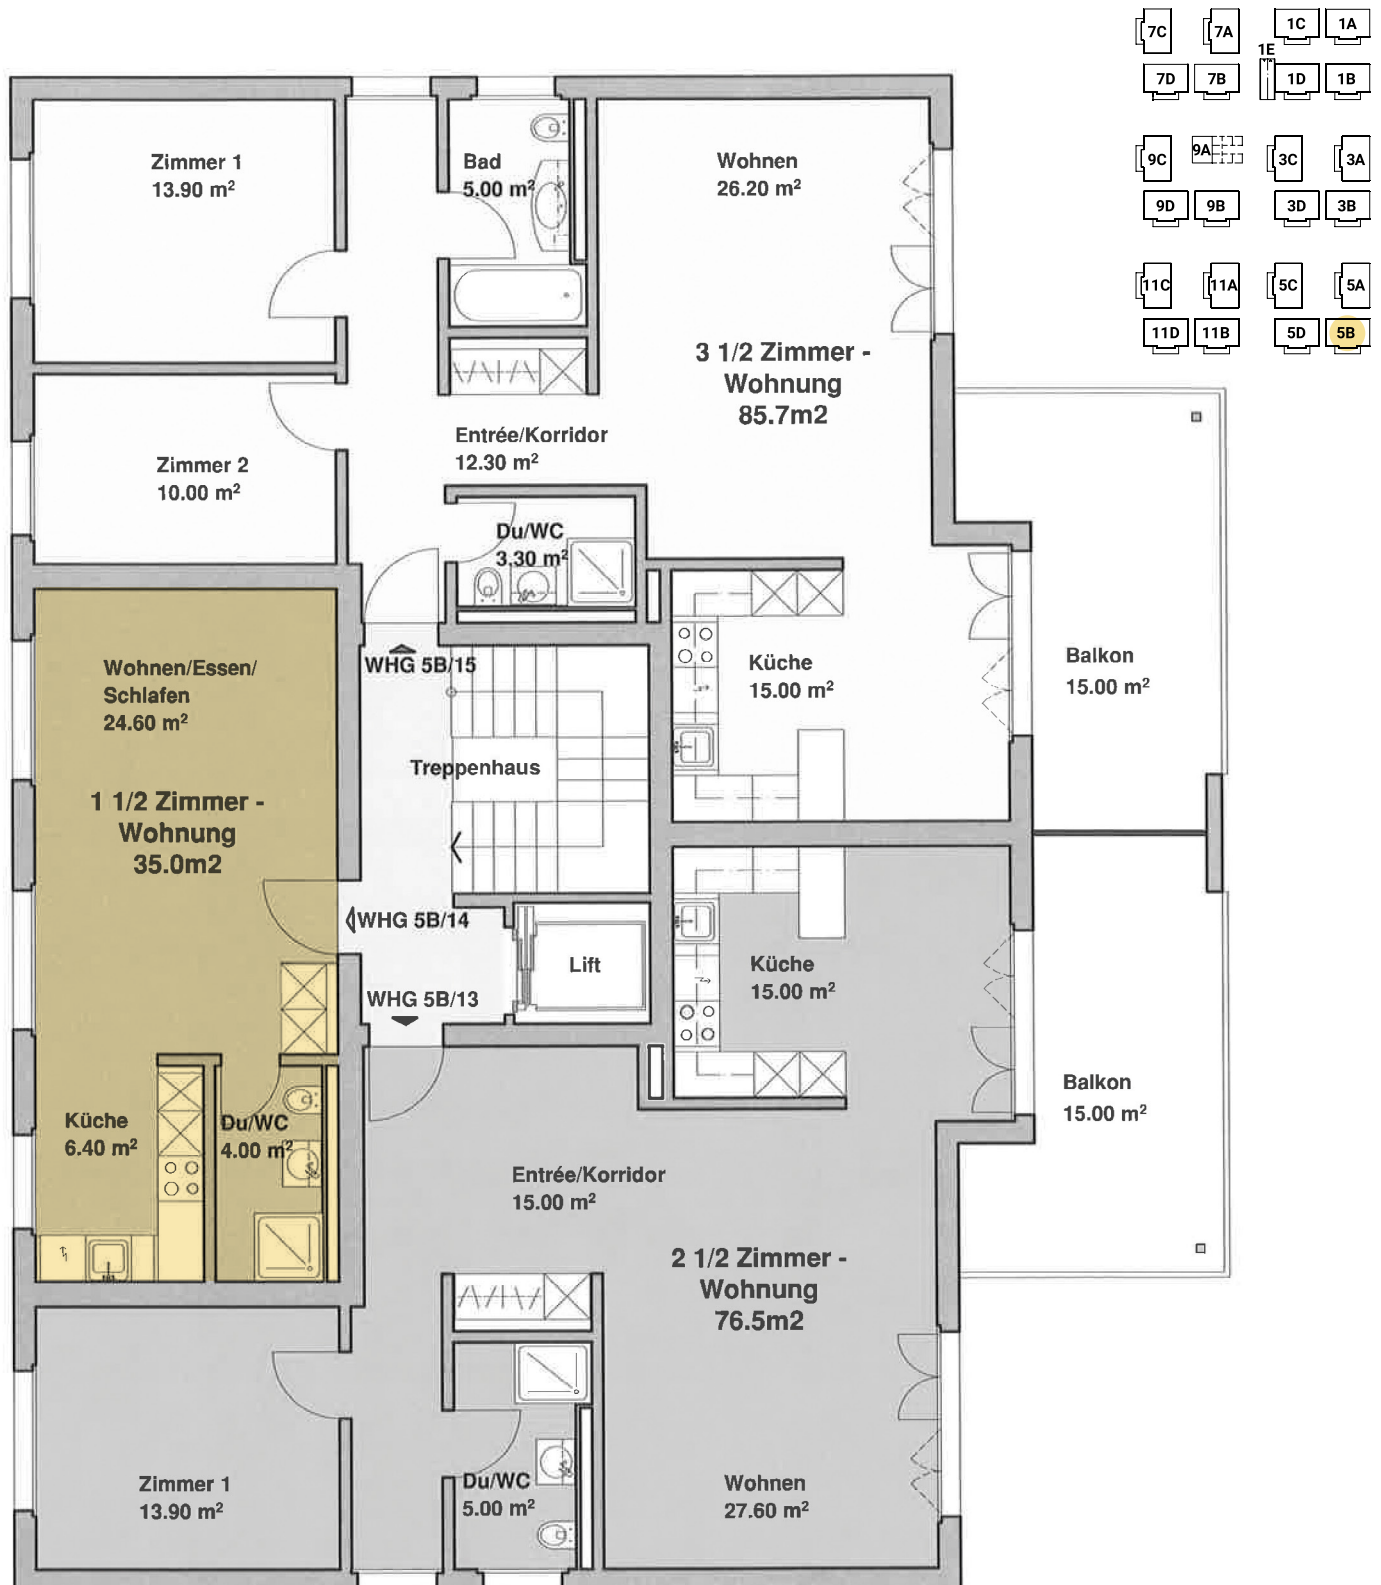 7C
7A
1C
1A
1E
7D
7B
1D
1B
9C
9A
3C
3A
9D
9B
3D
3B
11C
11A
5C
5A
11D
11B
5D
5B
Zimmer 1
13.90 m²
Bad
5.00 m²
Wohnen
26.20 m²
3 1/2 Zimmer -
Wohnung
85.7m2
Entrée/Korridor
12.30 m²
Zimmer 2
10.00 m²
Du/WC
3.30 m²
Wohnen/Essen/
Schlafen
24.60 m²
WHG 5B/15
Küche
15.00 m²
Balkon
15.00 m²
Treppenhaus
1 1/2 Zimmer -
Wohnung
35.0m2
WHG 5B/14
Lift
WHG 5B/13
Küche
15.00 m²
Balkon
15.00 m²
Küche
6.40 m²
Du/WC
4.00 m²
Entrée/Korridor
15.00 m²
2 1/2 Zimmer -
Wohnung
76.5m2
Zimmer 1
13.90 m²
Du/WC
5.00 m²
Wohnen
27.60 m²